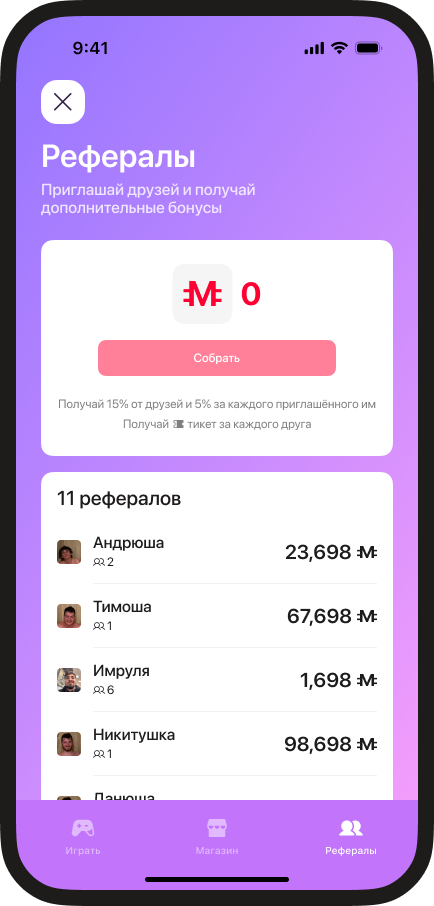 9:41
Рефералы
Приглашай друзей и получай
дополнительные бонусы
M 0
Собрать
Получай 15% от друзей и 5% за каждого приглашённого им
Получай тикет за каждого друга
11 рефералов
Андрюша
2
23,698 M
Тимоша
1
67,698 M
Имруля
6
1,698 M
Никитушка
1
98,698 M
Данюша
Играть
Магазин
Рефералы